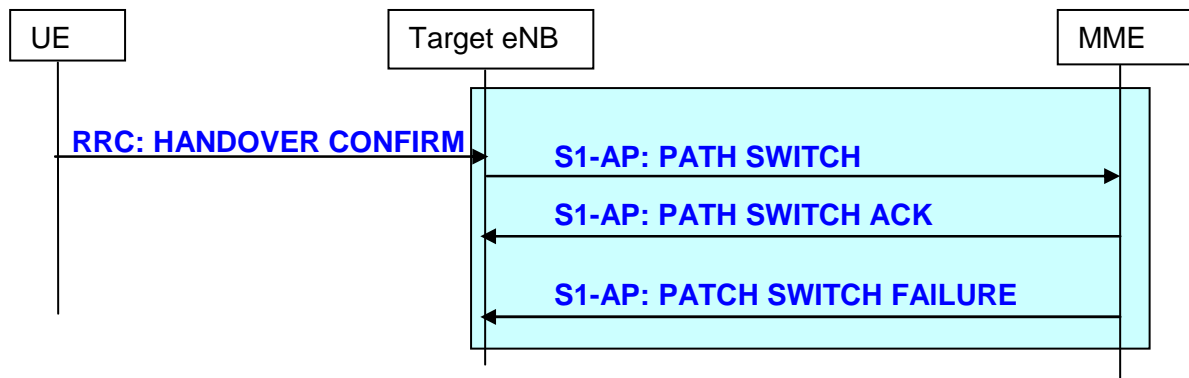 UE
Target eNB
MME
RRC: HANDOVER CONFIRM
S1-AP: PATH SWITCH
S1-AP: PATH SWITCH ACK
S1-AP: PATCH SWITCH FAILURE